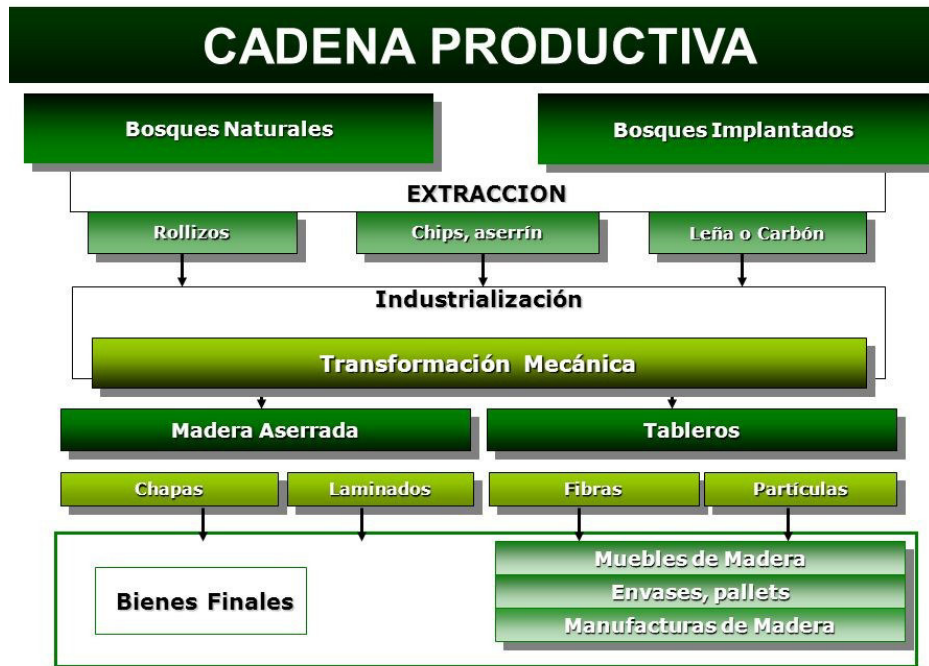 CADENA PRODUCTIVA
Bosques Naturales
Bosques Implantados
EXTRACCION
Rollizos
Chips, aserrín
Leña o Carbón
Industrialización
Transformación Mecánica
Madera Aserrada
Tableros
Chapas
Laminados
Fibras
Partículas
Bienes Finales
Muebles de Madera
Envases, pallets
Manufacturas de Madera